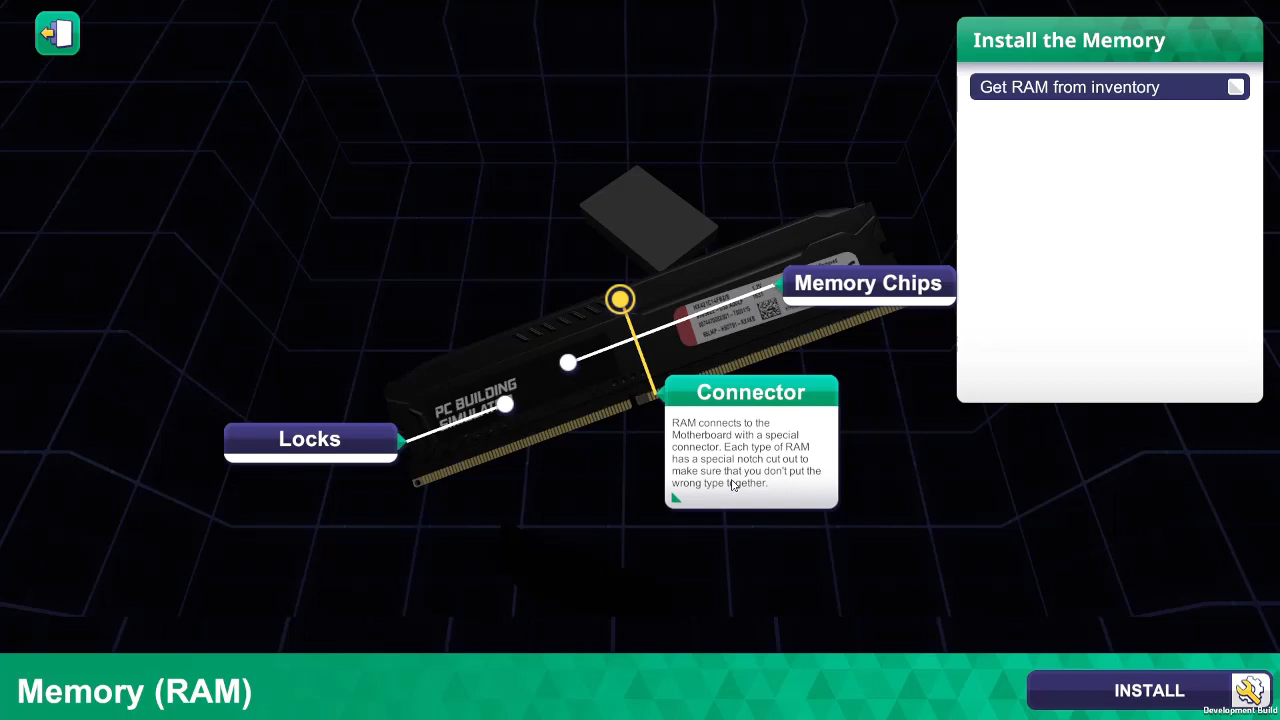 Install the Memory
Get RAM from inventory
Memory Chips
PC BUILDING
SIMULATOR
Connector
RAM connects to the
Motherboard with a special
connector. Each type of RAM
has a special notch cut out to
make sure that you don't put the
wrong type together.
Locks
Memory (RAM)
INSTALL
Development Build